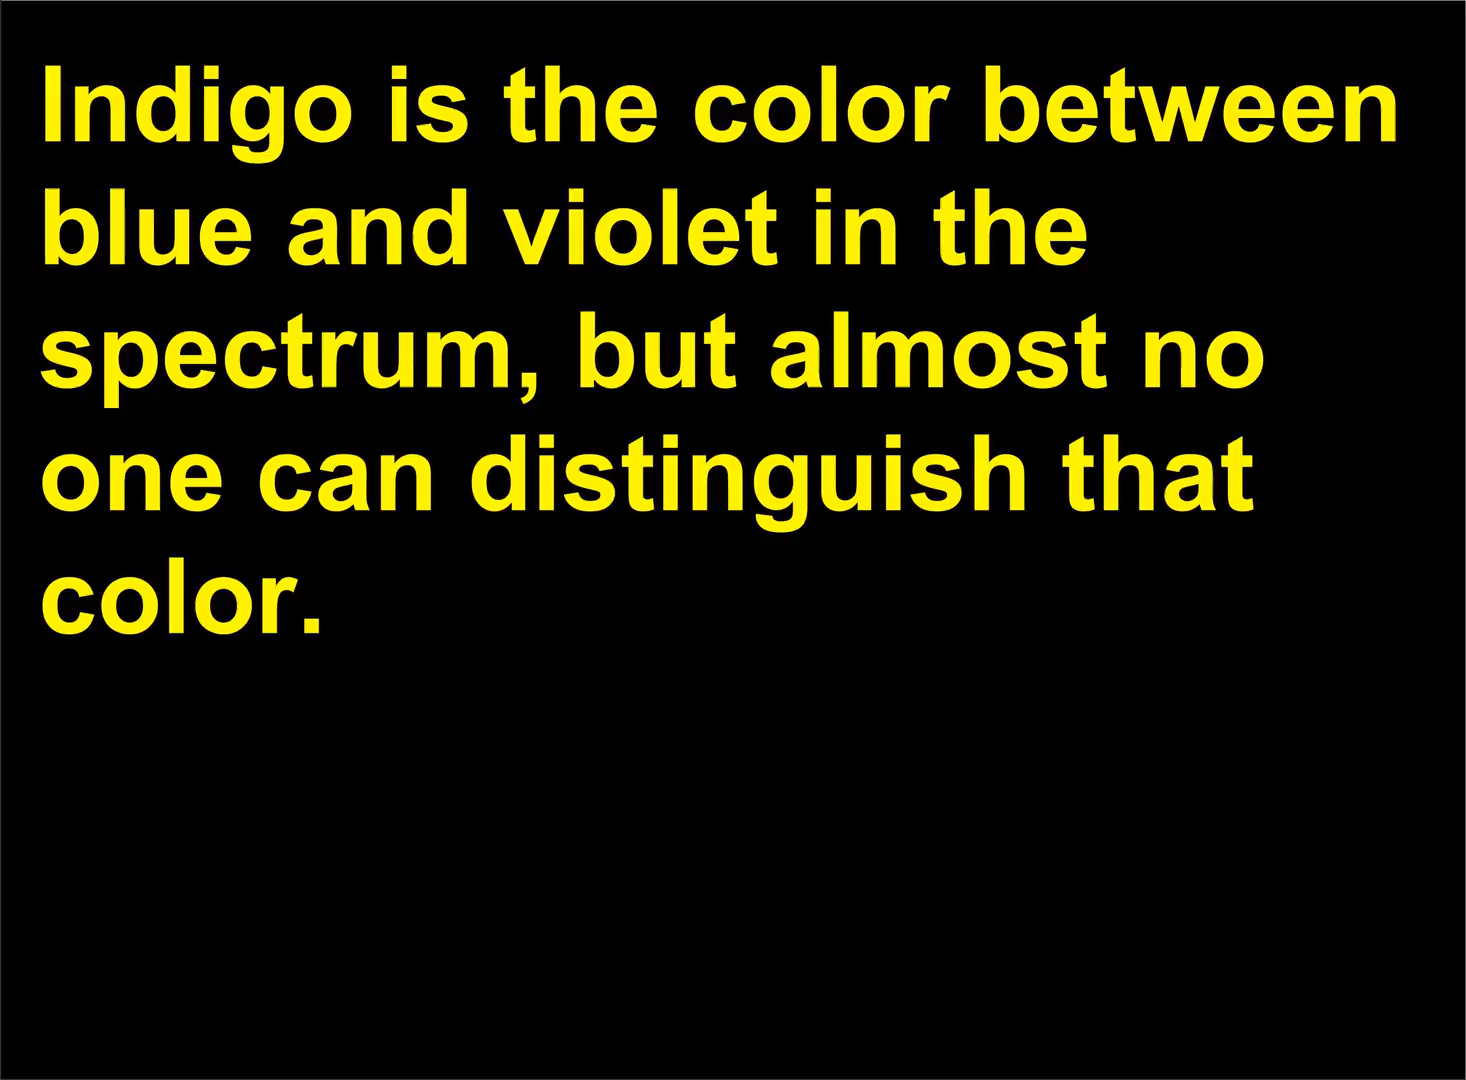 Indigo is the color between
blue and violet in the
spectrum, but almost no
one can distinguish that
color.